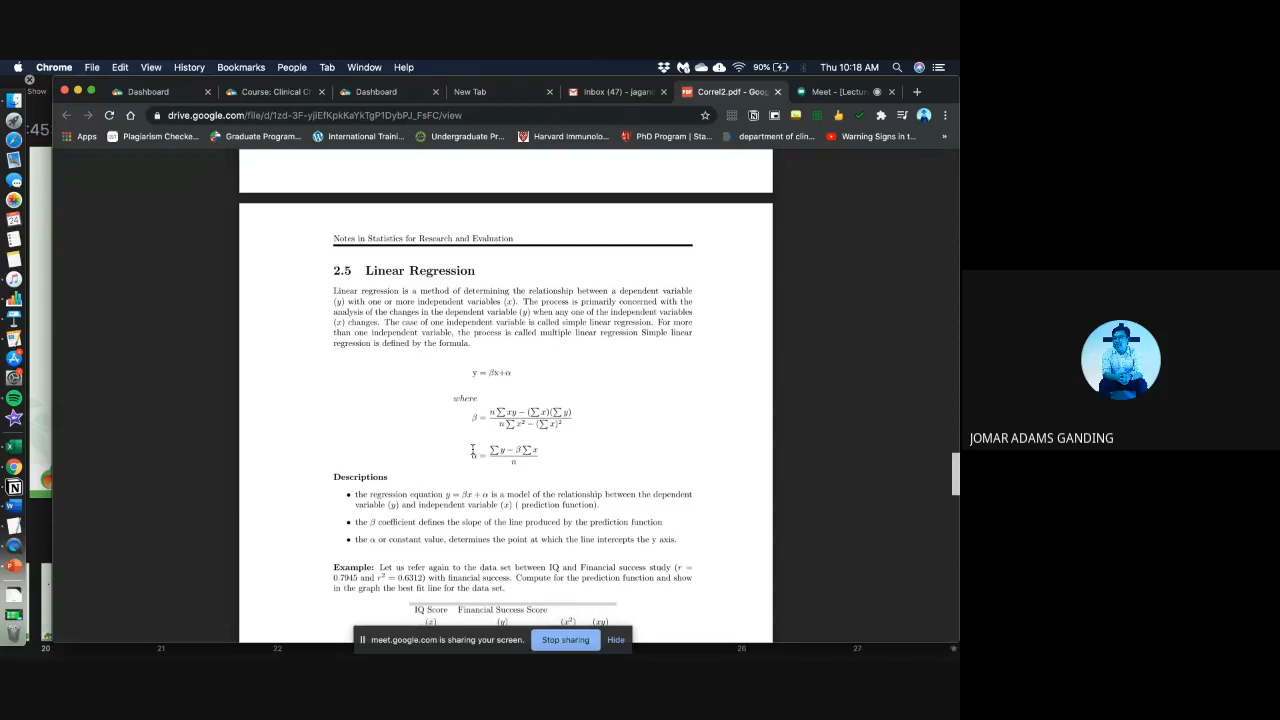 Chrome File Edit View History Bookmarks People Tab Window Help 90% Thu 10:18 AM
Show
Dashboard Course: Clinical C Dashboard New Tab Inbox (47) - jagan Correl2.pdf - Goog Meet - [Lectur
drive.google.com/file/d/1zd-3F-yjiEfKpkKaYkTgP1DybPJ_FsFC/view
Apps Plagiarism Checke... Graduate Program... International Traini... Undergraduate Pr... Harvard Immunolo... PhD Program | Sta... department of clin... Warning Signs in t... »
Notes in Statistics for Research and Evaluation
2.5 Linear Regression
Linear regression is a method of determining the relationship between a dependent variable
(y) with one or more independent variables (x). The process is primarily concerned with the
analysis of the changes in the dependent variable (y) when any one of the independent variables
(x) changes. The case of one independent variable is called simple linear regression. For more
than one independent variable, the process is called multiple linear regression Simple linear
regression is defined by the formula.
y = βx+α
where
β = n∑xy − (∑x)(∑y) / n∑x² − (∑x)²
α = ∑y − β∑x / n
Descriptions
• the regression equation y = βx + α is a model of the relationship between the dependent
variable (y) and independent variable (x) ( prediction function).
• the β coefficient defines the slope of the line produced by the prediction function
• the α or constant value, determines the point at which the line intercepts the y axis.
Example: Let us refer again to the data set between IQ and Financial success study (r =
0.7945 and r² = 0.6312) with financial success. Compute for the prediction function and show
in the graph the best fit line for the data set.
IQ Score Financial Success Score
(x) (y) (x²) (xy)
meet.google.com is sharing your screen. Stop sharing Hide
20 21 22 26 27
JOMAR ADAMS GANDING